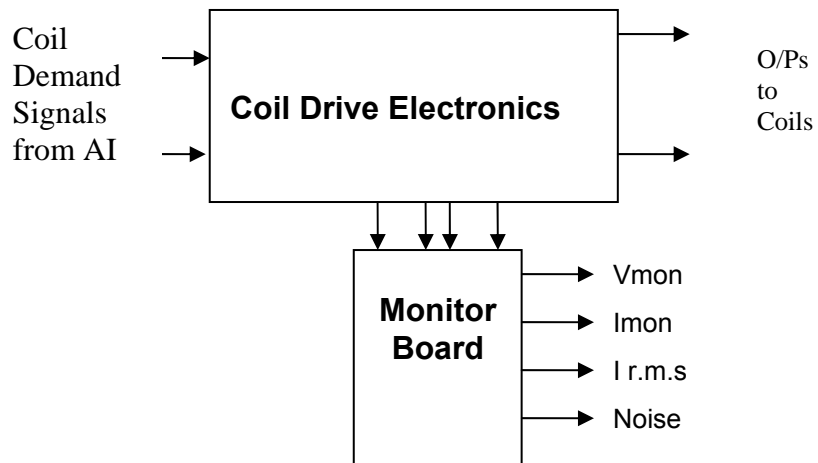 Coil
Demand
Signals
from AI
Coil Drive Electronics
O/Ps
to
Coils
Monitor
Board
Vmon
Imon
I r.m.s
Noise